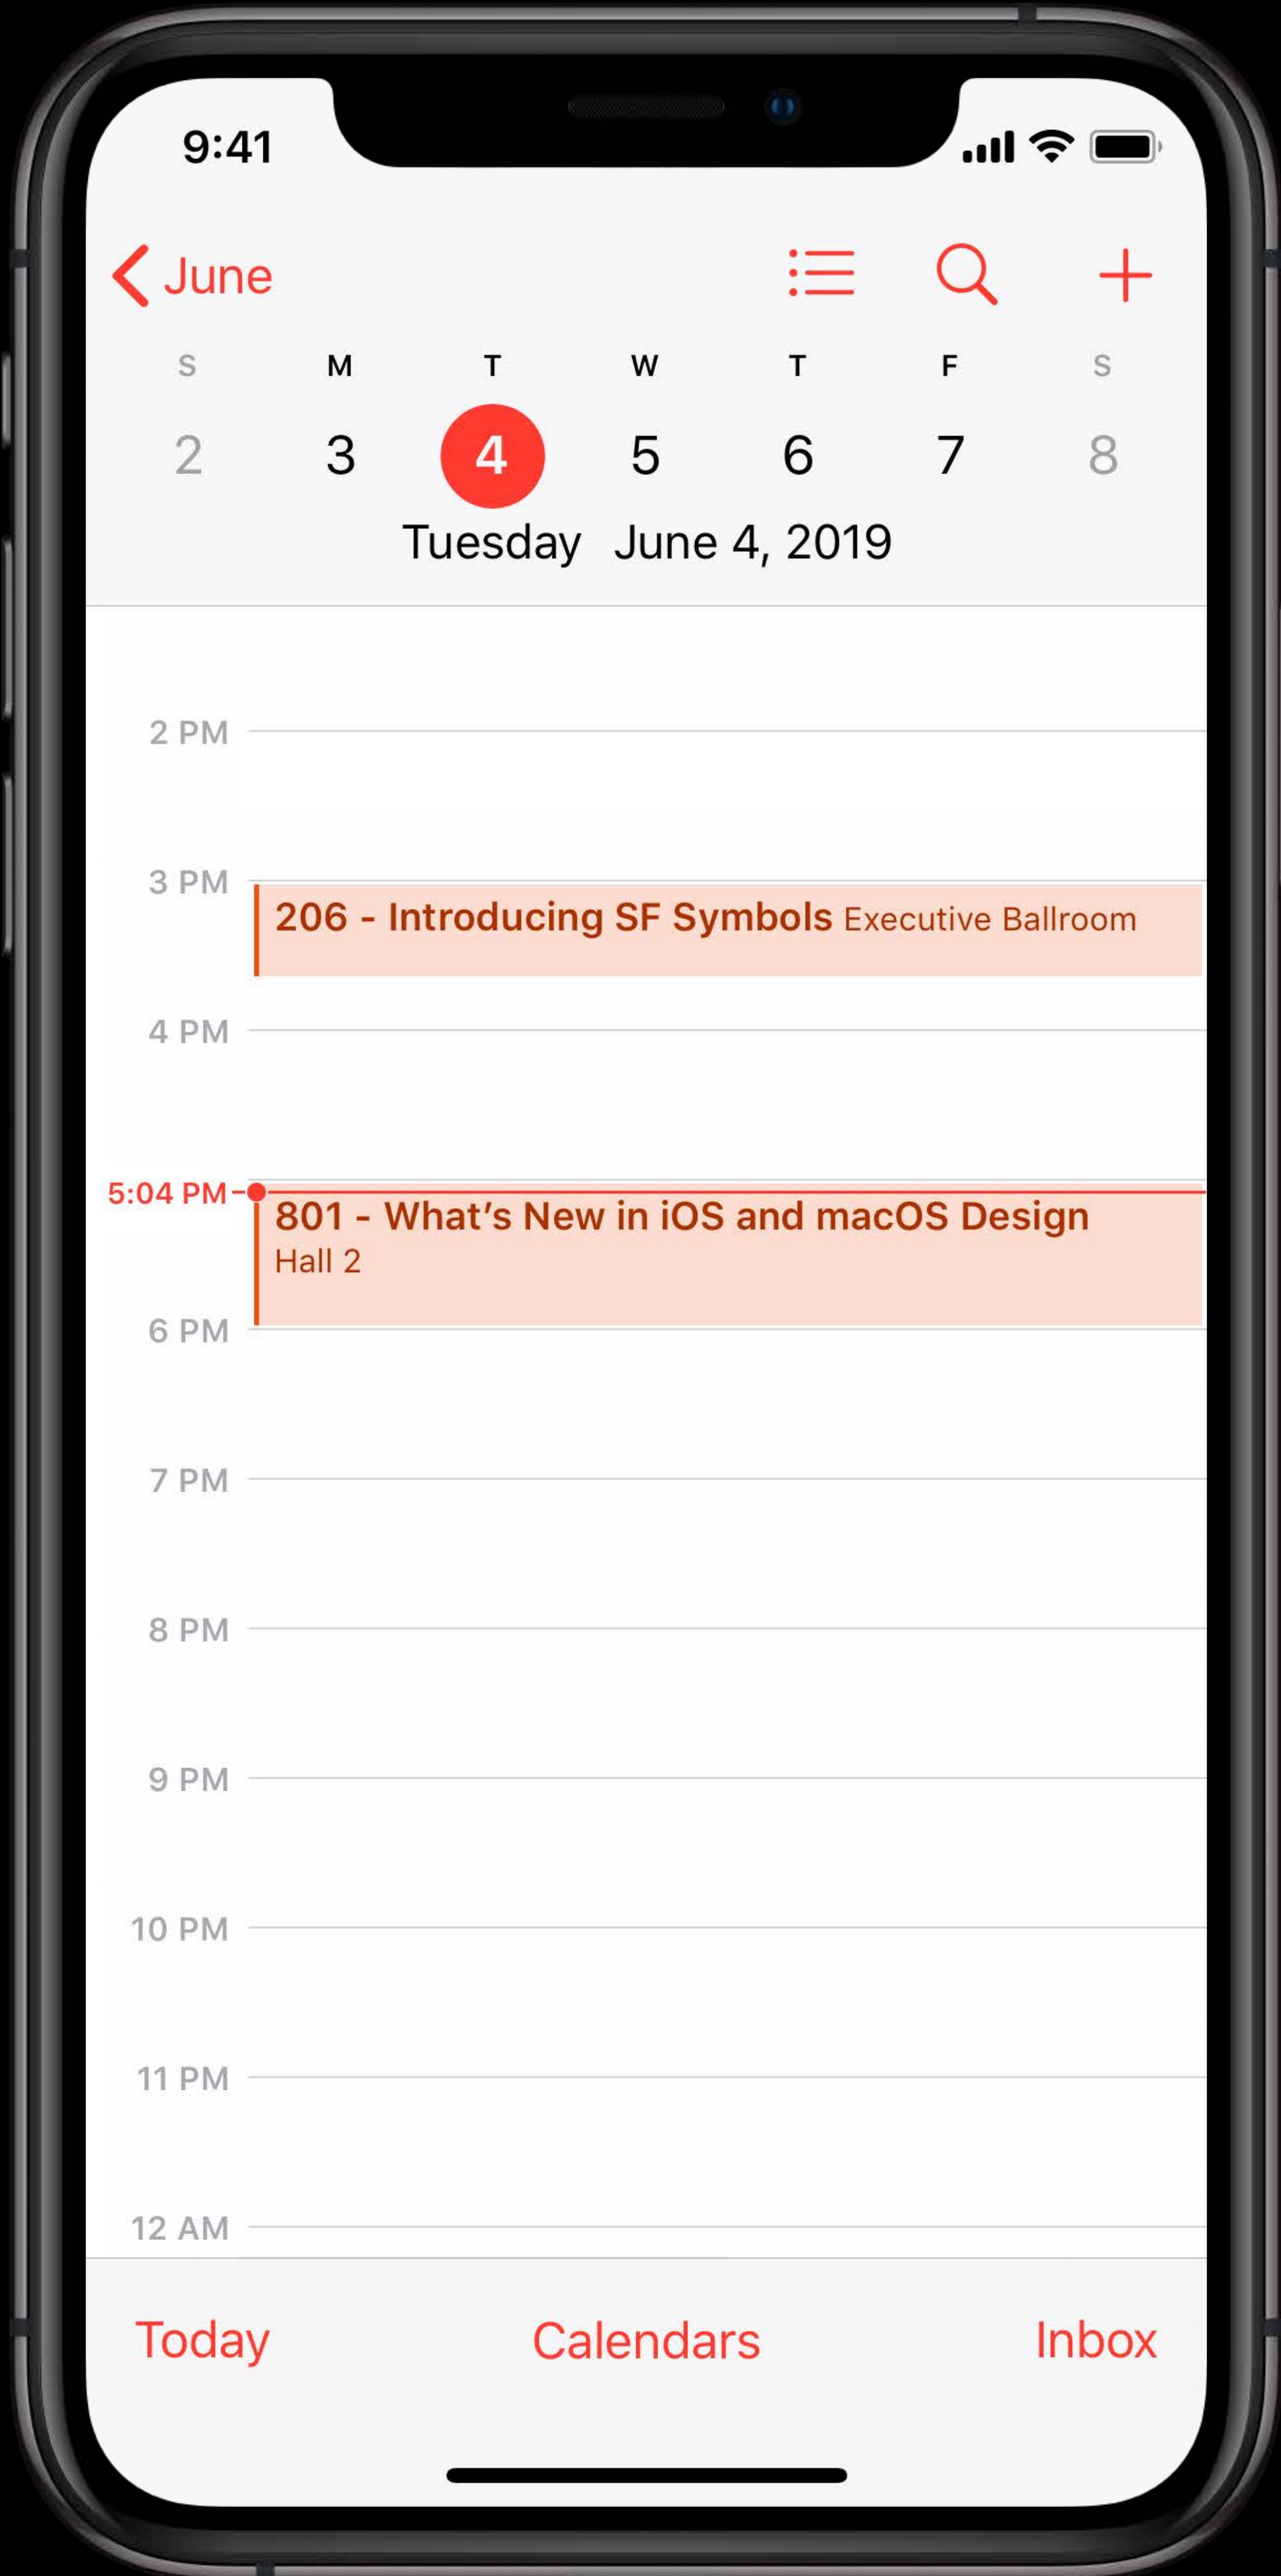 9:41
June
S M T W T F S
2 3 4 5 6 7 8
Tuesday June 4, 2019
2 PM
3 PM
206 - Introducing SF Symbols Executive Ballroom
4 PM
5:04 PM
801 - What’s New in iOS and macOS Design
Hall 2
6 PM
7 PM
8 PM
9 PM
10 PM
11 PM
12 AM
Today Calendars Inbox